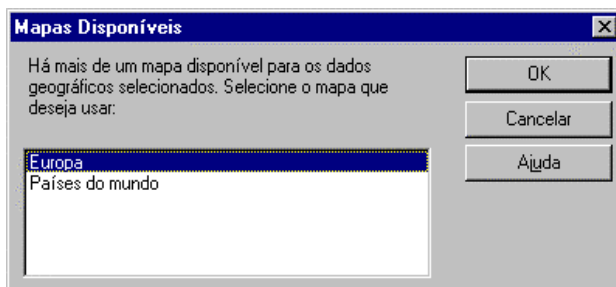 Mapas Disponíveis
Há mais de um mapa disponível para os dados
geográficos selecionados. Selecione o mapa que
deseja usar:
OK
Cancelar
Ajuda
Europa
Países do mundo